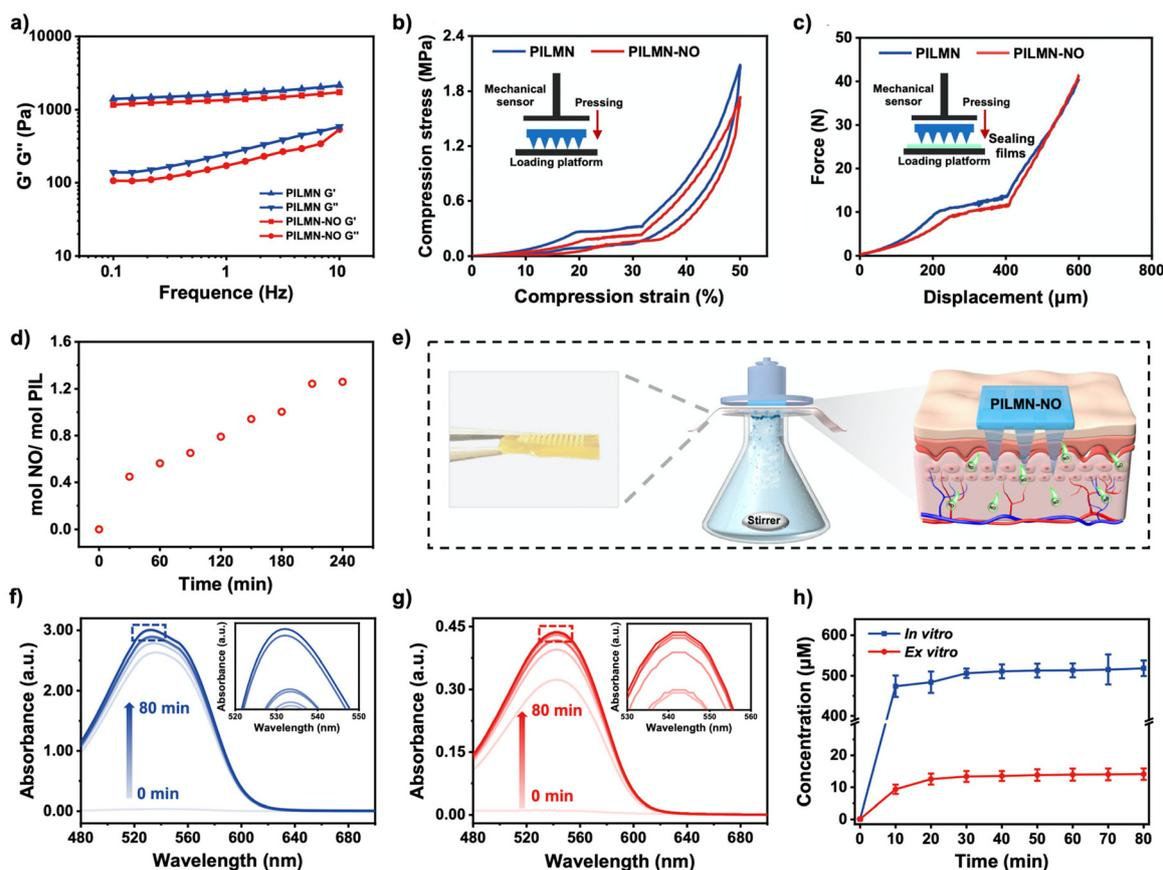 a)
10000
1000
100
10
G' G'' (Pa)
PILMN G'
PILMN G''
PILMN-NO G'
PILMN-NO G''
0.1 1 10
Frequence (Hz)
b)
2.4
1.8
1.2
0.6
0.0
Compression stress (MPa)
PILMN PILMN-NO
Mechanical
sensor
Pressing
Loading platform
0 10 20 30 40 50
Compression strain (%)
c)
50
40
30
20
10
0
Force (N)
PILMN PILMN-NO
Mechanical
sensor
Pressing
Sealing
films
Loading platform
0 200 400 600 800
Displacement (μm)
d)
1.6
1.2
0.8
0.4
0.0
mol NO/ mol PIL
0 60 120 180 240
Time (min)
e)
Stirrer
PILMN-NO
f)
3.00
2.00
1.00
0.00
Absorbance (a.u.)
80 min
0 min
Absorbance (a.u.)
520 530 540 550
Wavelength (nm)
480 520 560 600 640 680
Wavelength (nm)
g)
0.45
0.30
0.15
0.00
Absorbance (a.u.)
80 min
0 min
Absorbance (a.u.)
530 540 550 560
Wavelength (nm)
480 520 560 600 640 680
Wavelength (nm)
h)
600
500
400
20
10
0
Concentration (μM)
In vitro
Ex vitro
0 10 20 30 40 50 60 70 80
Time (min)